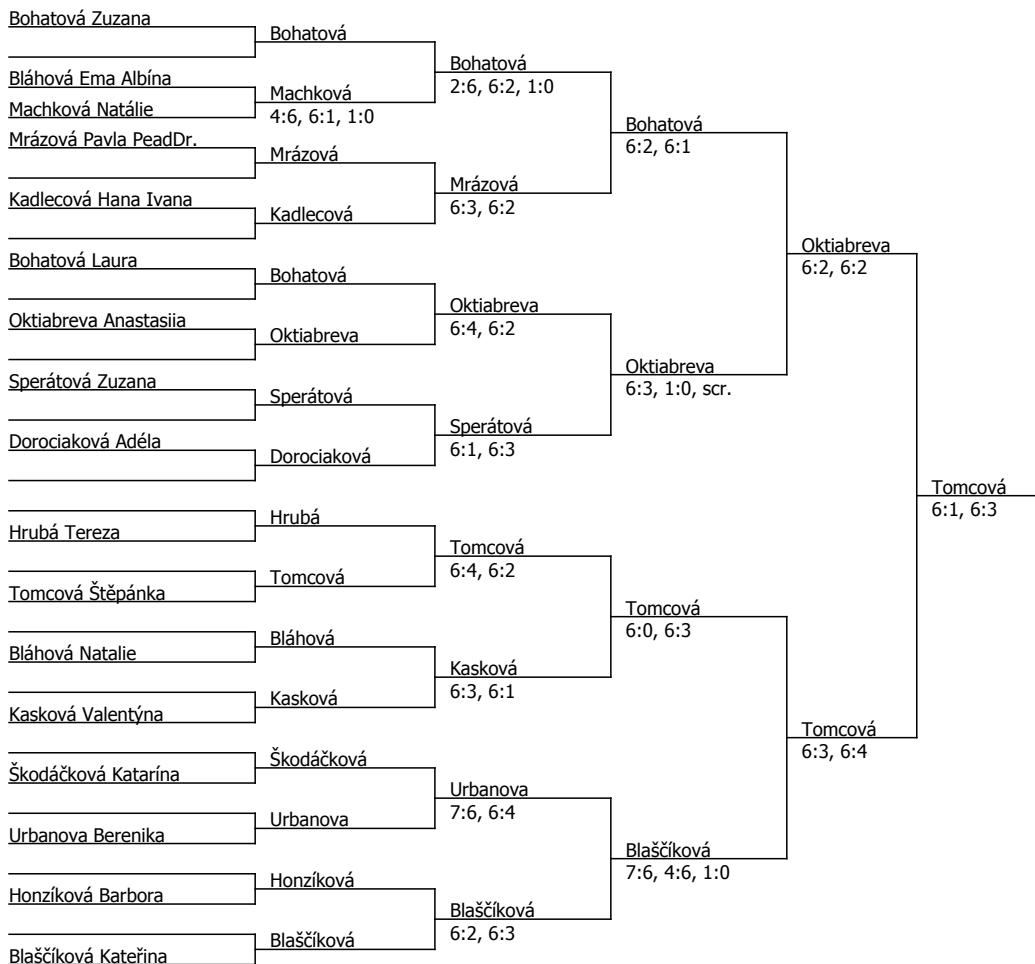 Bohatová Zuzana
Bohatová
Bohatová
2:6, 6:2, 1:0
Bláhová Ema Albína
Machková
4:6, 6:1, 1:0
Machková Natálie
Bohatová
6:2, 6:1
Mrázová Pavla PeadDr.
Mrázová
Mrázová
6:3, 6:2
Kadlecová Hana Ivana
Kadlecová
Oktiabreva
6:2, 6:2
Bohatová Laura
Bohatová
Oktiabreva
6:4, 6:2
Oktiabreva Anastasiia
Oktiabreva
Oktiabreva
6:3, 1:0, scr.
Sperátová Zuzana
Sperátová
Sperátová
6:1, 6:3
Dorociaková Adéla
Dorociaková
Tomcová
6:1, 6:3
Hrubá
Hrubá Tereza
Tomcová
6:4, 6:2
Tomcová
Tomcová Štěpánka
Tomcová
6:0, 6:3
Bláhová
Bláhová Natalie
Kasková
6:3, 6:1
Kasková
Kasková Valentýna
Tomcová
6:3, 6:4
Škodáčková
Škodáčková Katarína
Urbanova
7:6, 6:4
Urbanova
Urbanova Berenika
Blaščíková
7:6, 4:6, 1:0
Honzíková
Honzíková Barbora
Blaščíková
6:2, 6:3
Blaščíková
Blaščíková Kateřina